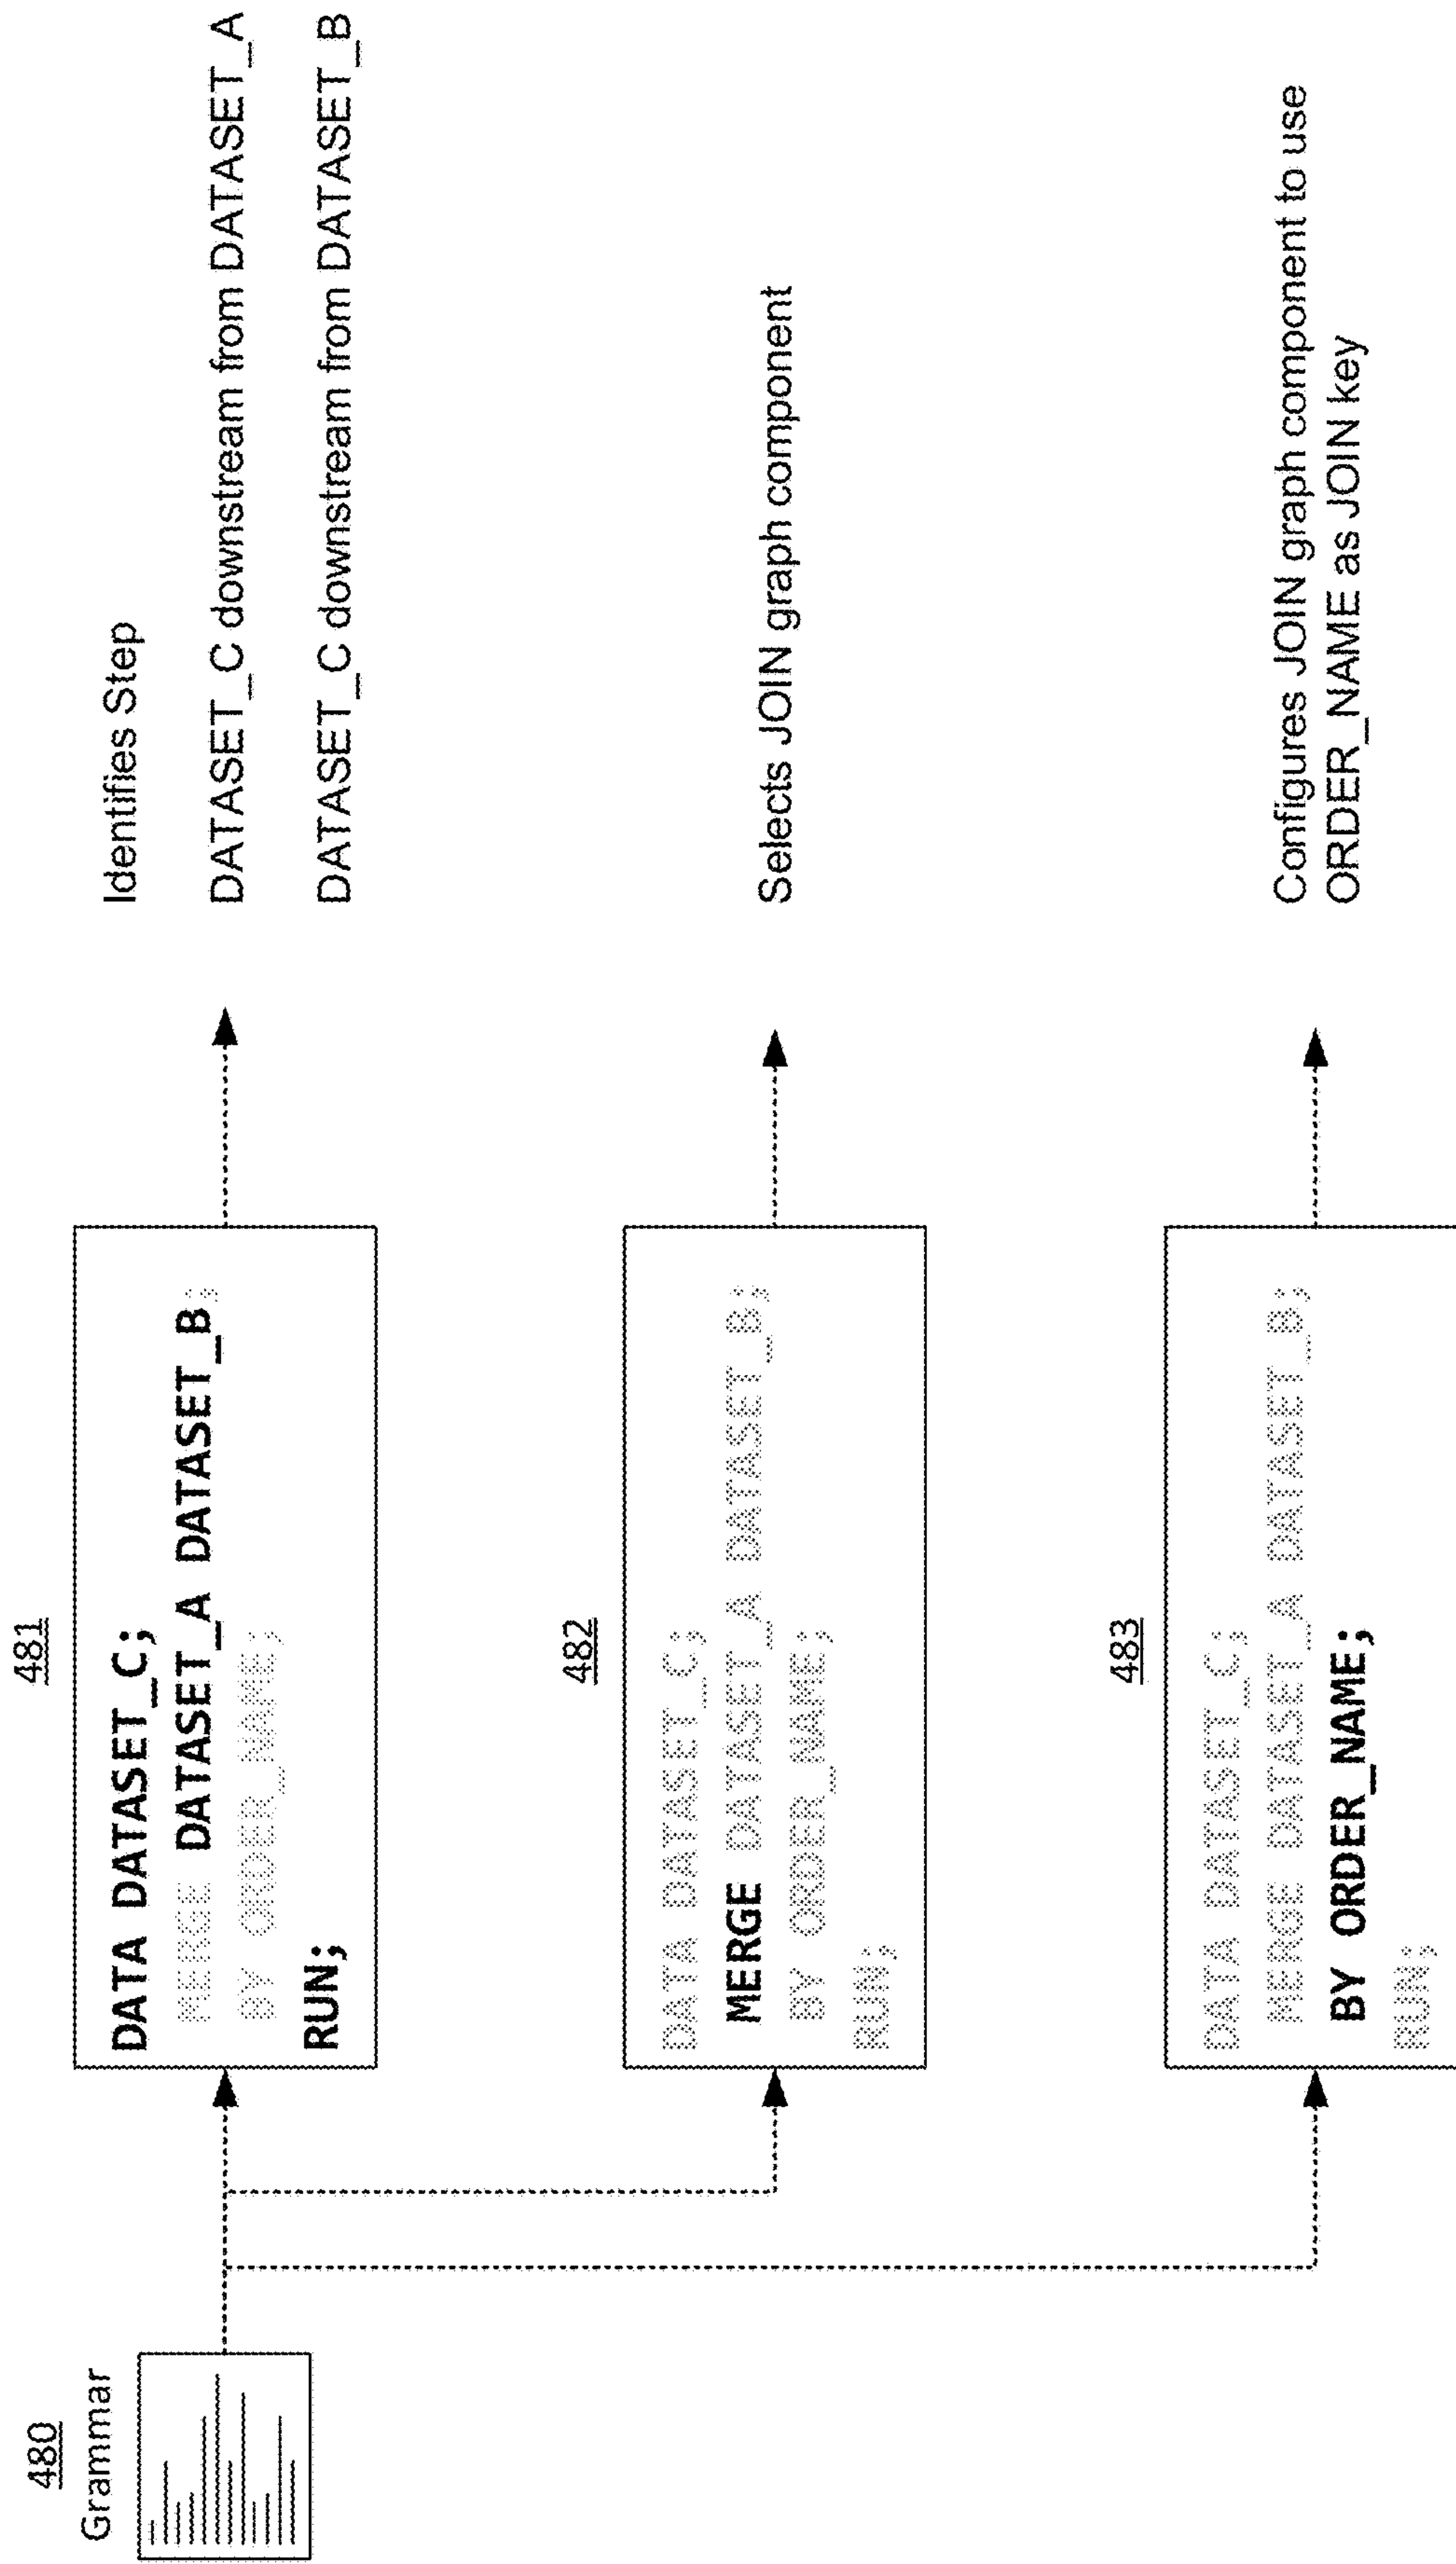 480
Grammar
481
DATA DATASET_C;
MERGE DATASET_A DATASET_B;
BY ORDER_NAME;
RUN;
Identifies Step
DATASET_C downstream from DATASET_A
DATASET_C downstream from DATASET_B
482
DATA DATASET_C;
MERGE DATASET_A DATASET_B;
BY ORDER_NAME;
RUN;
Selects JOIN graph component
483
DATA DATASET_C;
MERGE DATASET_A DATASET_B;
BY ORDER_NAME;
RUN;
Configures JOIN graph component to use
ORDER_NAME as JOIN key